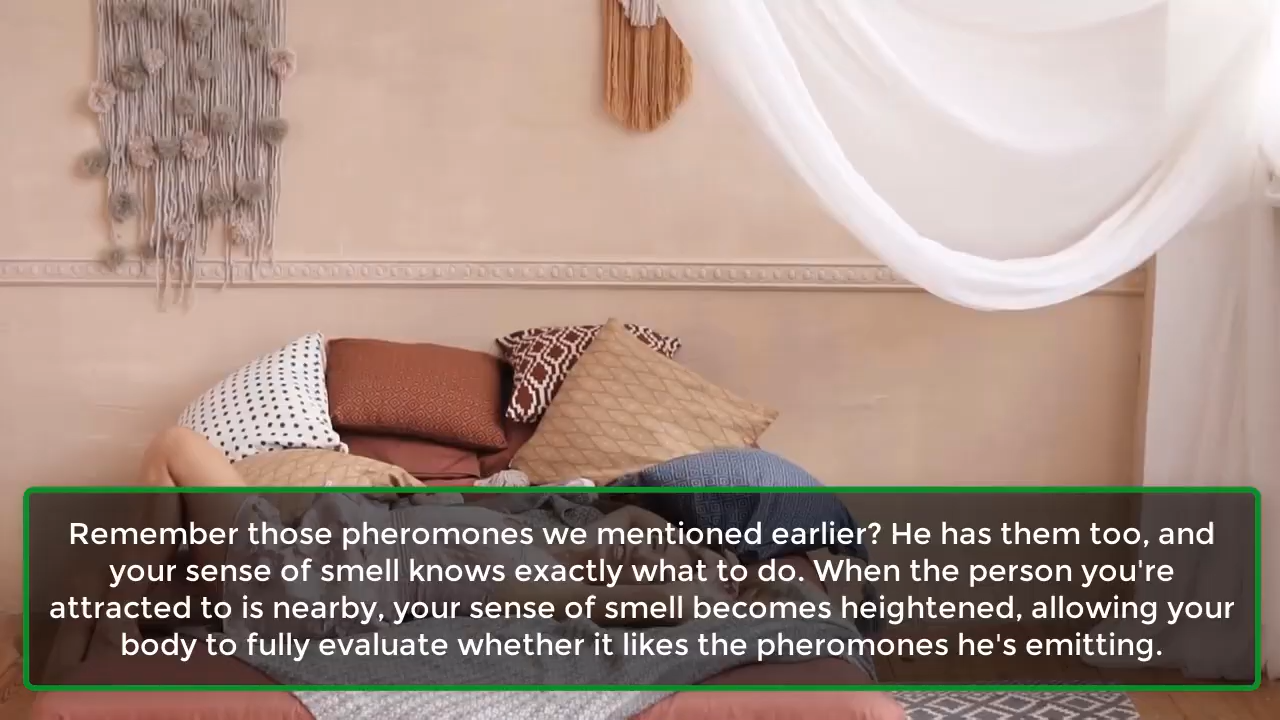 Remember those pheromones we mentioned earlier? He has them too, and
your sense of smell knows exactly what to do. When the person you're
attracted to is nearby, your sense of smell becomes heightened, allowing your
body to fully evaluate whether it likes the pheromones he's emitting.